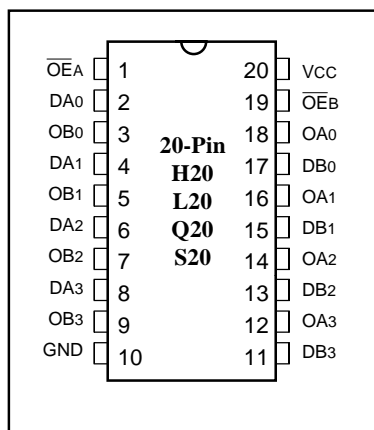 O̅E̅A 1 20 VCC
DA0 2 19 O̅E̅B
OB0 3 18 OA0
DA1 4 17 DB0
OB1 5 16 OA1
DA2 6 15 DB1
OB2 7 14 OA2
DA3 8 13 DB2
OB3 9 12 OA3
GND 10 11 DB3
20-Pin
H20
L20
Q20
S20